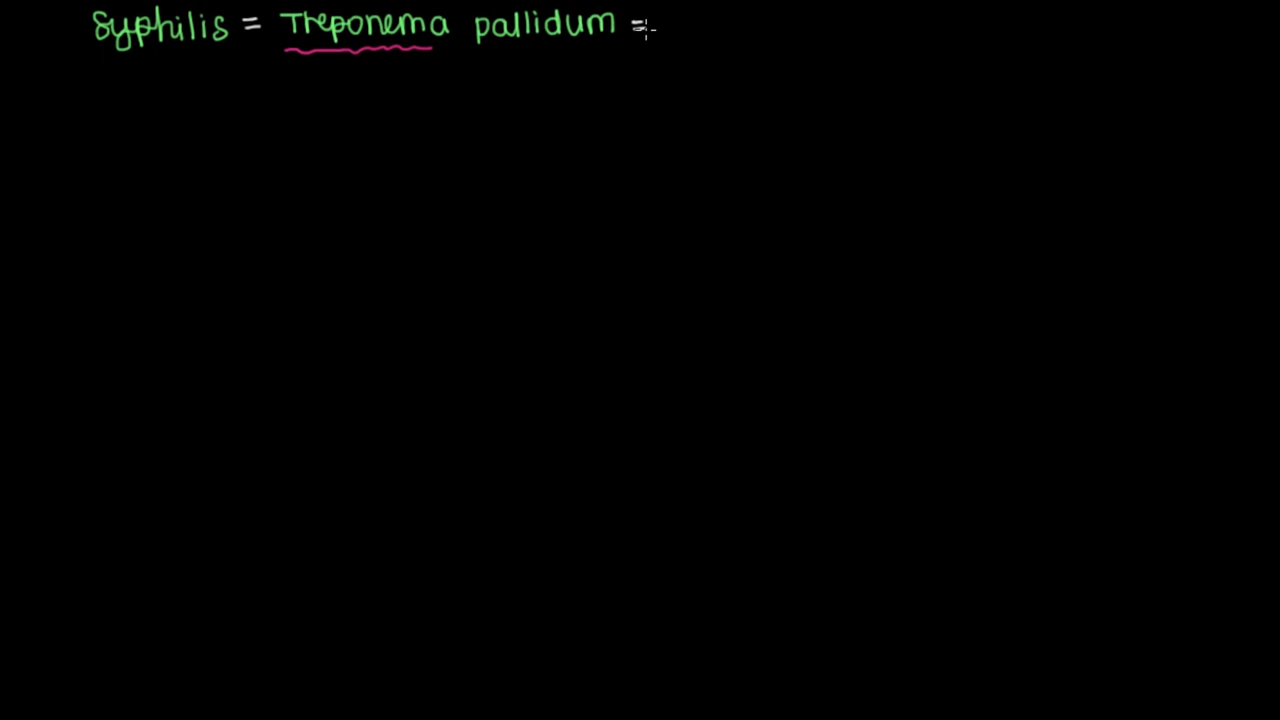 Syphilis = Treponema pallidum =